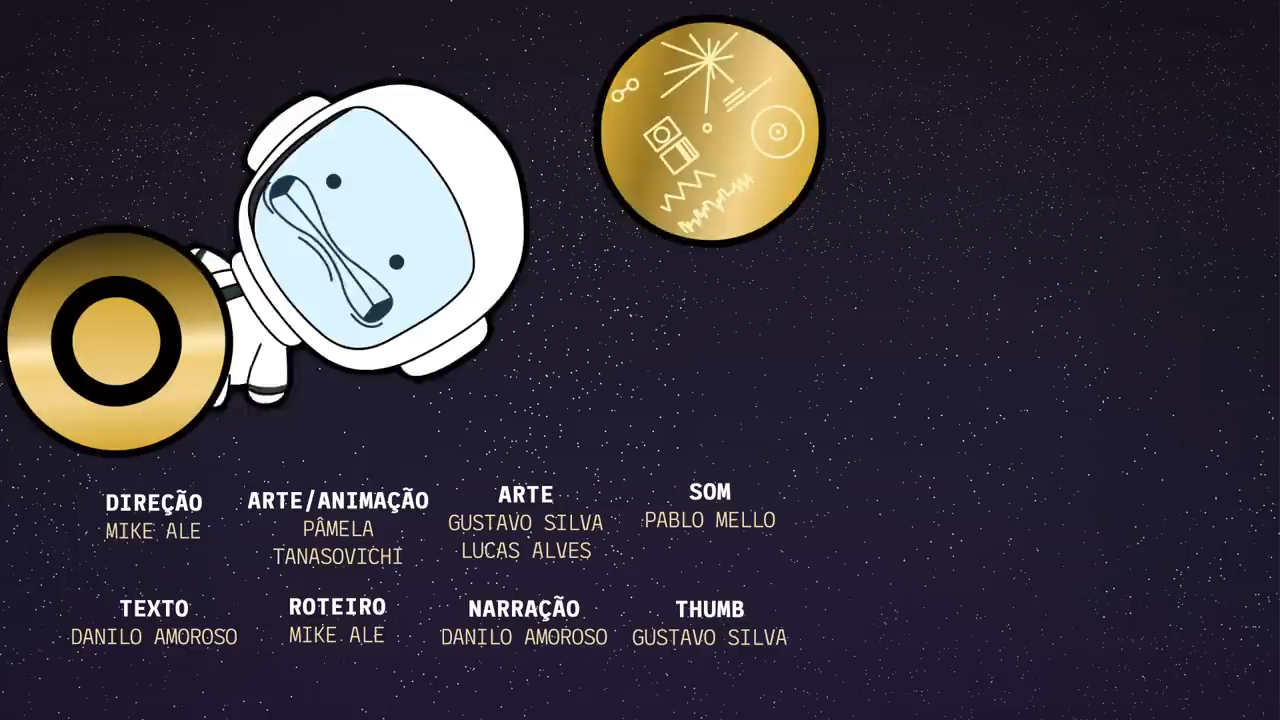 DIREÇÃO
MIKE ALE
ARTE/ANIMAÇÃO
PÂMELA
TANASOVICHI
ARTE
GUSTAVO SILVA
LUCAS ALVES
SOM
PABLO MELLO
TEXTO
DANILO AMOROSO
ROTEIRO
MIKE ALE
NARRAÇÃO
DANILO AMOROSO
THUMB
GUSTAVO SILVA